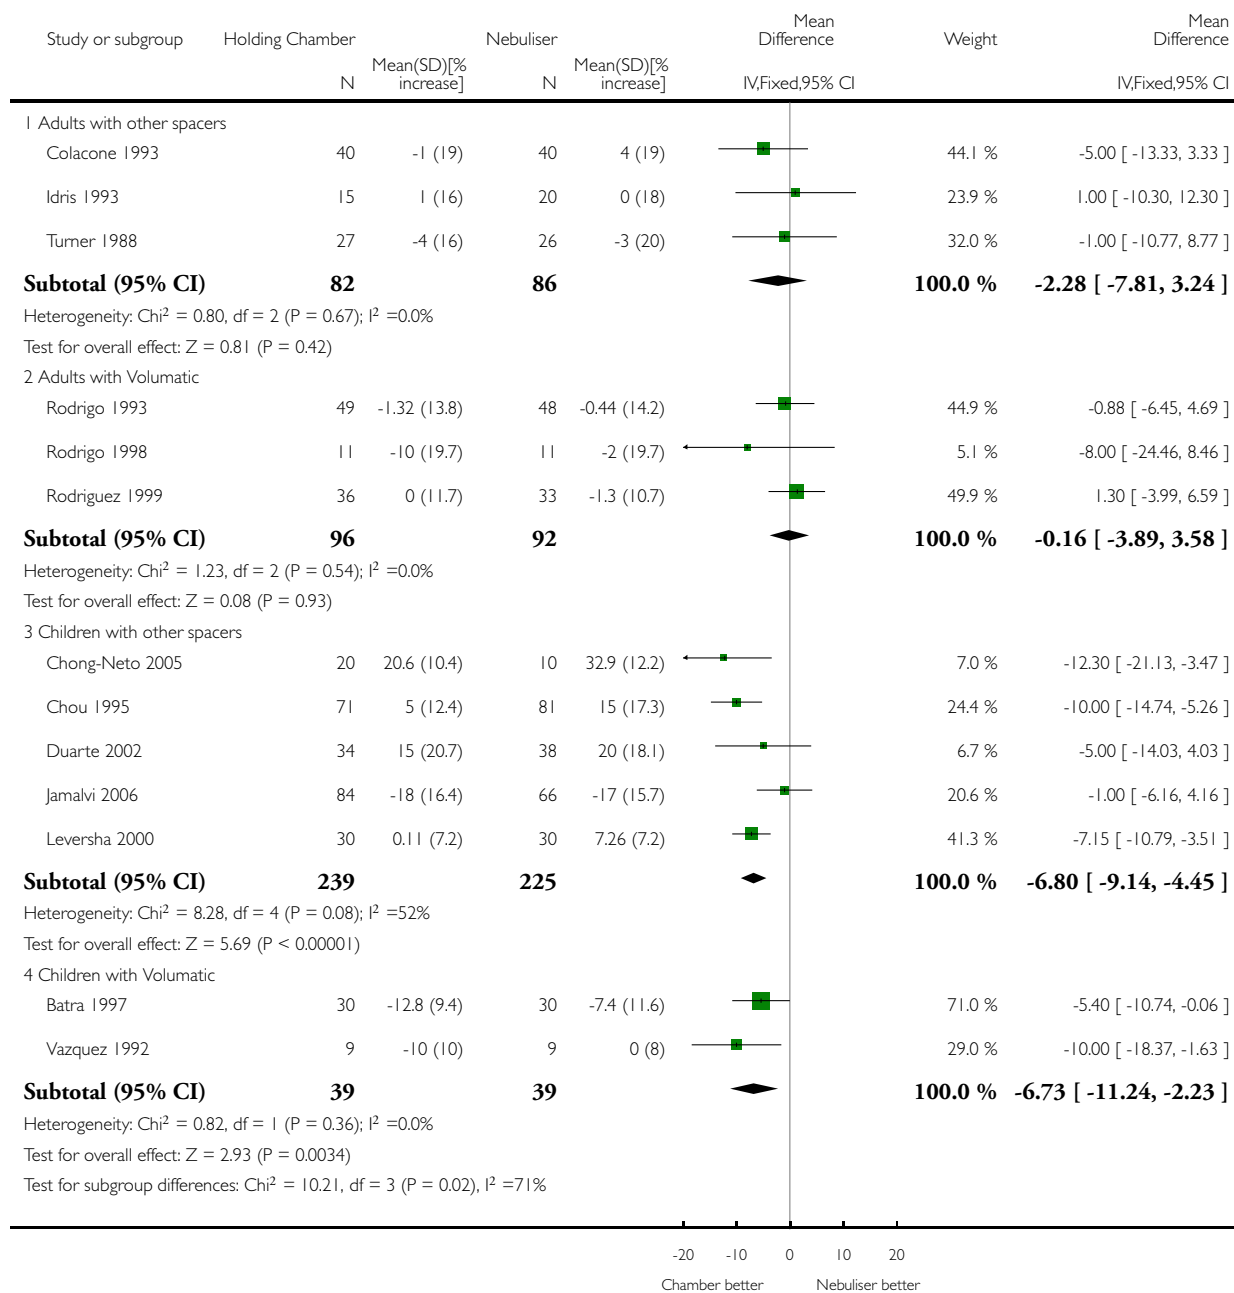 Study or subgroup Holding Chamber Nebuliser Mean Difference Weight Mean Difference
N Mean(SD)[% increase] N Mean(SD)[% increase] IV,Fixed,95% CI IV,Fixed,95% CI
1 Adults with other spacers
Colacone 1993 40 -1 (19) 40 4 (19) 44.1 % -5.00 [ -13.33, 3.33 ]
Idris 1993 15 1 (16) 20 0 (18) 23.9 % 1.00 [ -10.30, 12.30 ]
Turner 1988 27 -4 (16) 26 -3 (20) 32.0 % -1.00 [ -10.77, 8.77 ]
Subtotal (95% CI) 82 86 100.0 % -2.28 [ -7.81, 3.24 ]
Heterogeneity: Chi² = 0.80, df = 2 (P = 0.67); I² =0.0%
Test for overall effect: Z = 0.81 (P = 0.42)
2 Adults with Volumatic
Rodrigo 1993 49 -1.32 (13.8) 48 -0.44 (14.2) 44.9 % -0.88 [ -6.45, 4.69 ]
Rodrigo 1998 11 -10 (19.7) 11 -2 (19.7) 5.1 % -8.00 [ -24.46, 8.46 ]
Rodriguez 1999 36 0 (11.7) 33 -1.3 (10.7) 49.9 % 1.30 [ -3.99, 6.59 ]
Subtotal (95% CI) 96 92 100.0 % -0.16 [ -3.89, 3.58 ]
Heterogeneity: Chi² = 1.23, df = 2 (P = 0.54); I² =0.0%
Test for overall effect: Z = 0.08 (P = 0.93)
3 Children with other spacers
Chong-Neto 2005 20 20.6 (10.4) 10 32.9 (12.2) 7.0 % -12.30 [ -21.13, -3.47 ]
Chou 1995 71 5 (12.4) 81 15 (17.3) 24.4 % -10.00 [ -14.74, -5.26 ]
Duarte 2002 34 15 (20.7) 38 20 (18.1) 6.7 % -5.00 [ -14.03, 4.03 ]
Jamalvi 2006 84 -18 (16.4) 66 -17 (15.7) 20.6 % -1.00 [ -6.16, 4.16 ]
Leversha 2000 30 0.11 (7.2) 30 7.26 (7.2) 41.3 % -7.15 [ -10.79, -3.51 ]
Subtotal (95% CI) 239 225 100.0 % -6.80 [ -9.14, -4.45 ]
Heterogeneity: Chi² = 8.28, df = 4 (P = 0.08); I² =52%
Test for overall effect: Z = 5.69 (P < 0.00001)
4 Children with Volumatic
Batra 1997 30 -12.8 (9.4) 30 -7.4 (11.6) 71.0 % -5.40 [ -10.74, -0.06 ]
Vazquez 1992 9 -10 (10) 9 0 (8) 29.0 % -10.00 [ -18.37, -1.63 ]
Subtotal (95% CI) 39 39 100.0 % -6.73 [ -11.24, -2.23 ]
Heterogeneity: Chi² = 0.82, df = 1 (P = 0.36); I² =0.0%
Test for overall effect: Z = 2.93 (P = 0.0034)
Test for subgroup differences: Chi² = 10.21, df = 3 (P = 0.02), I² =71%
-20 -10 0 10 20
Chamber better Nebuliser better